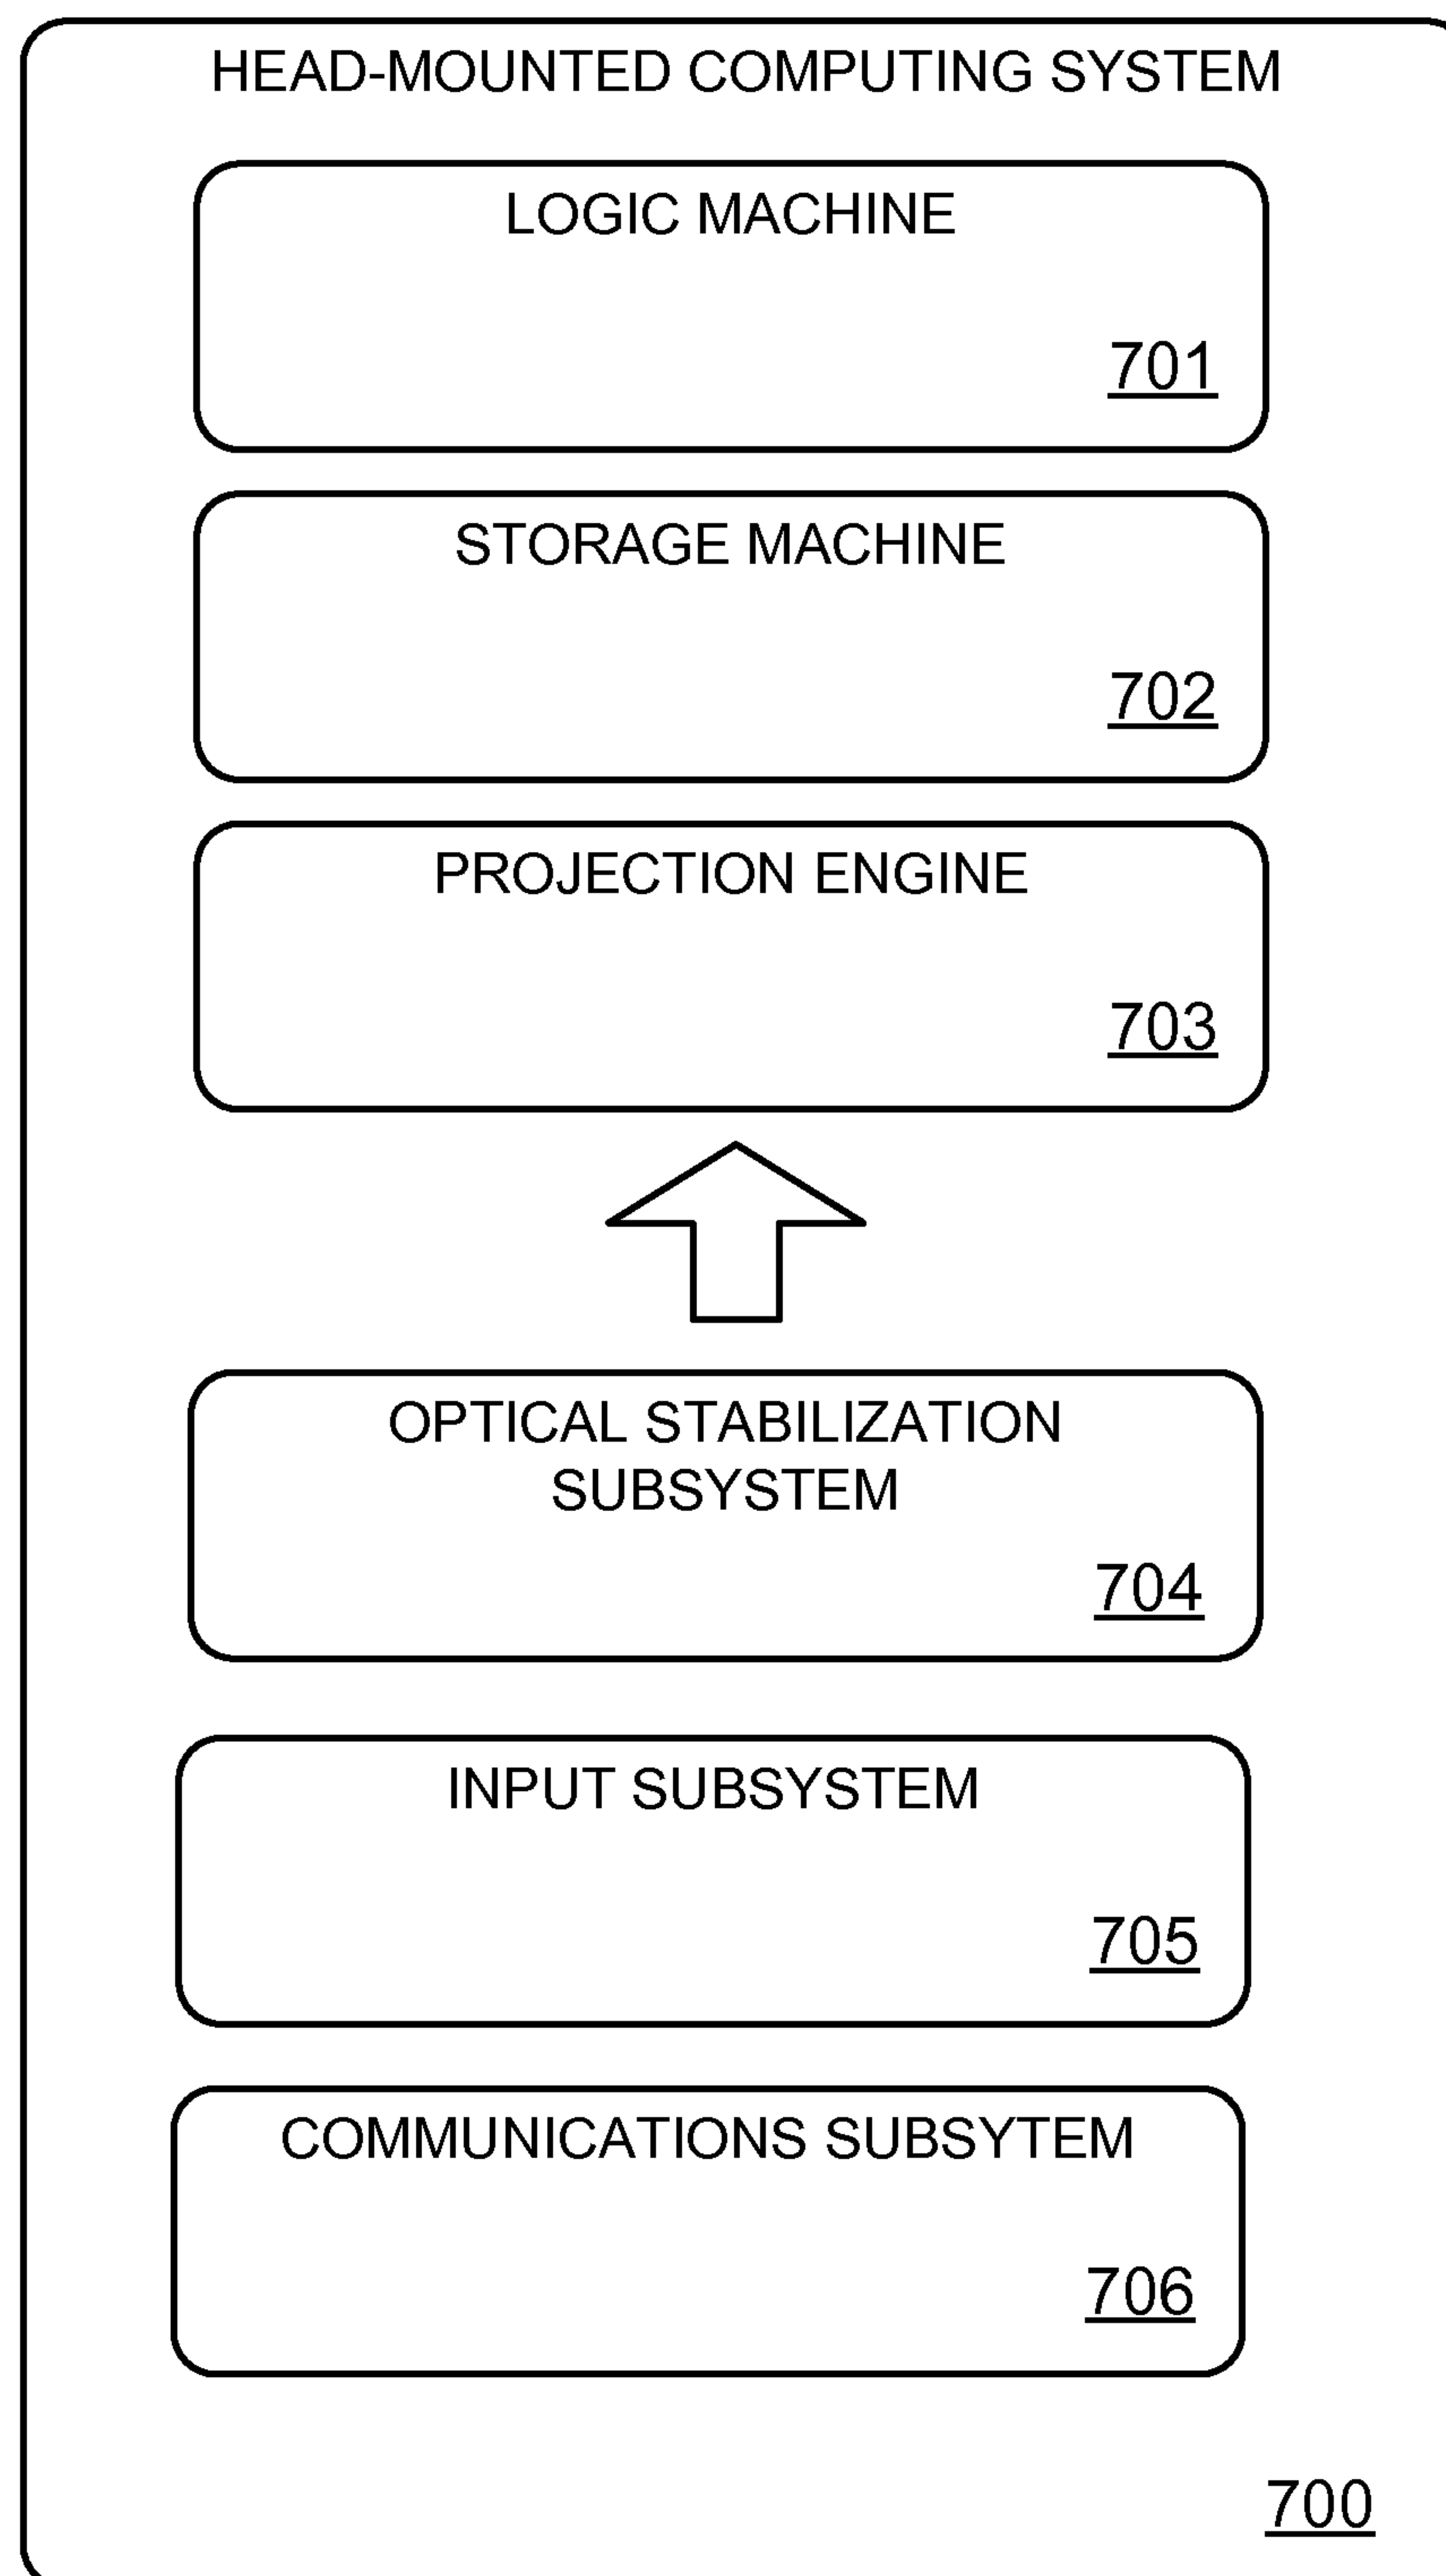 HEAD-MOUNTED COMPUTING SYSTEM
LOGIC MACHINE
701
STORAGE MACHINE
702
PROJECTION ENGINE
703
OPTICAL STABILIZATION
SUBSYSTEM
704
INPUT SUBSYSTEM
705
COMMUNICATIONS SUBSYTEM
706
700